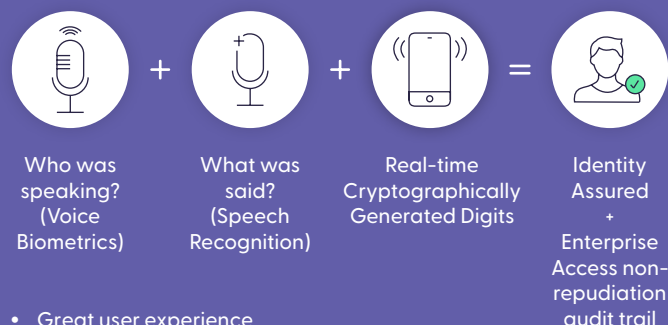 + + =
Who was
speaking?
(Voice
Biometrics)
What was
said?
(Speech
Recognition)
Real-time
Cryptographically
Generated Digits
Identity
Assured
+
Enterprise
Access non-
repudiation
audit trail
• Great user experience